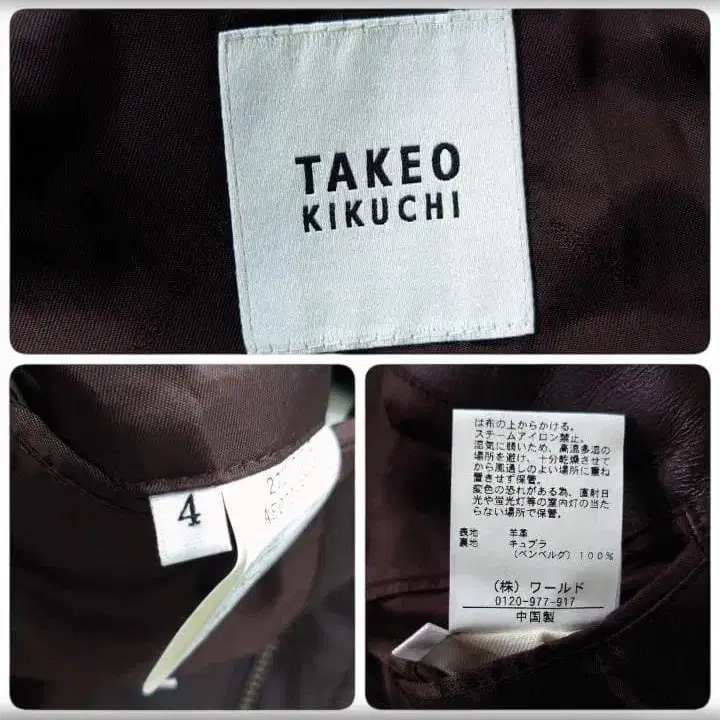 TAKEO
KIKUCHI
4
は布の上からかける。
スチームアイロン禁止。
湿気に弱いため、高温多湿の
場所を避け、十分乾燥させて
から風通しのよい場所に重ね
置きせず保管。
変色の恐れがある為、直射日
光や蛍光灯等の室内灯の当た
らない場所で保管。
表地 羊革
裏地 キュプラ
(ベンベルグ) 100%
(株) ワールド
0120-977-917
中国製